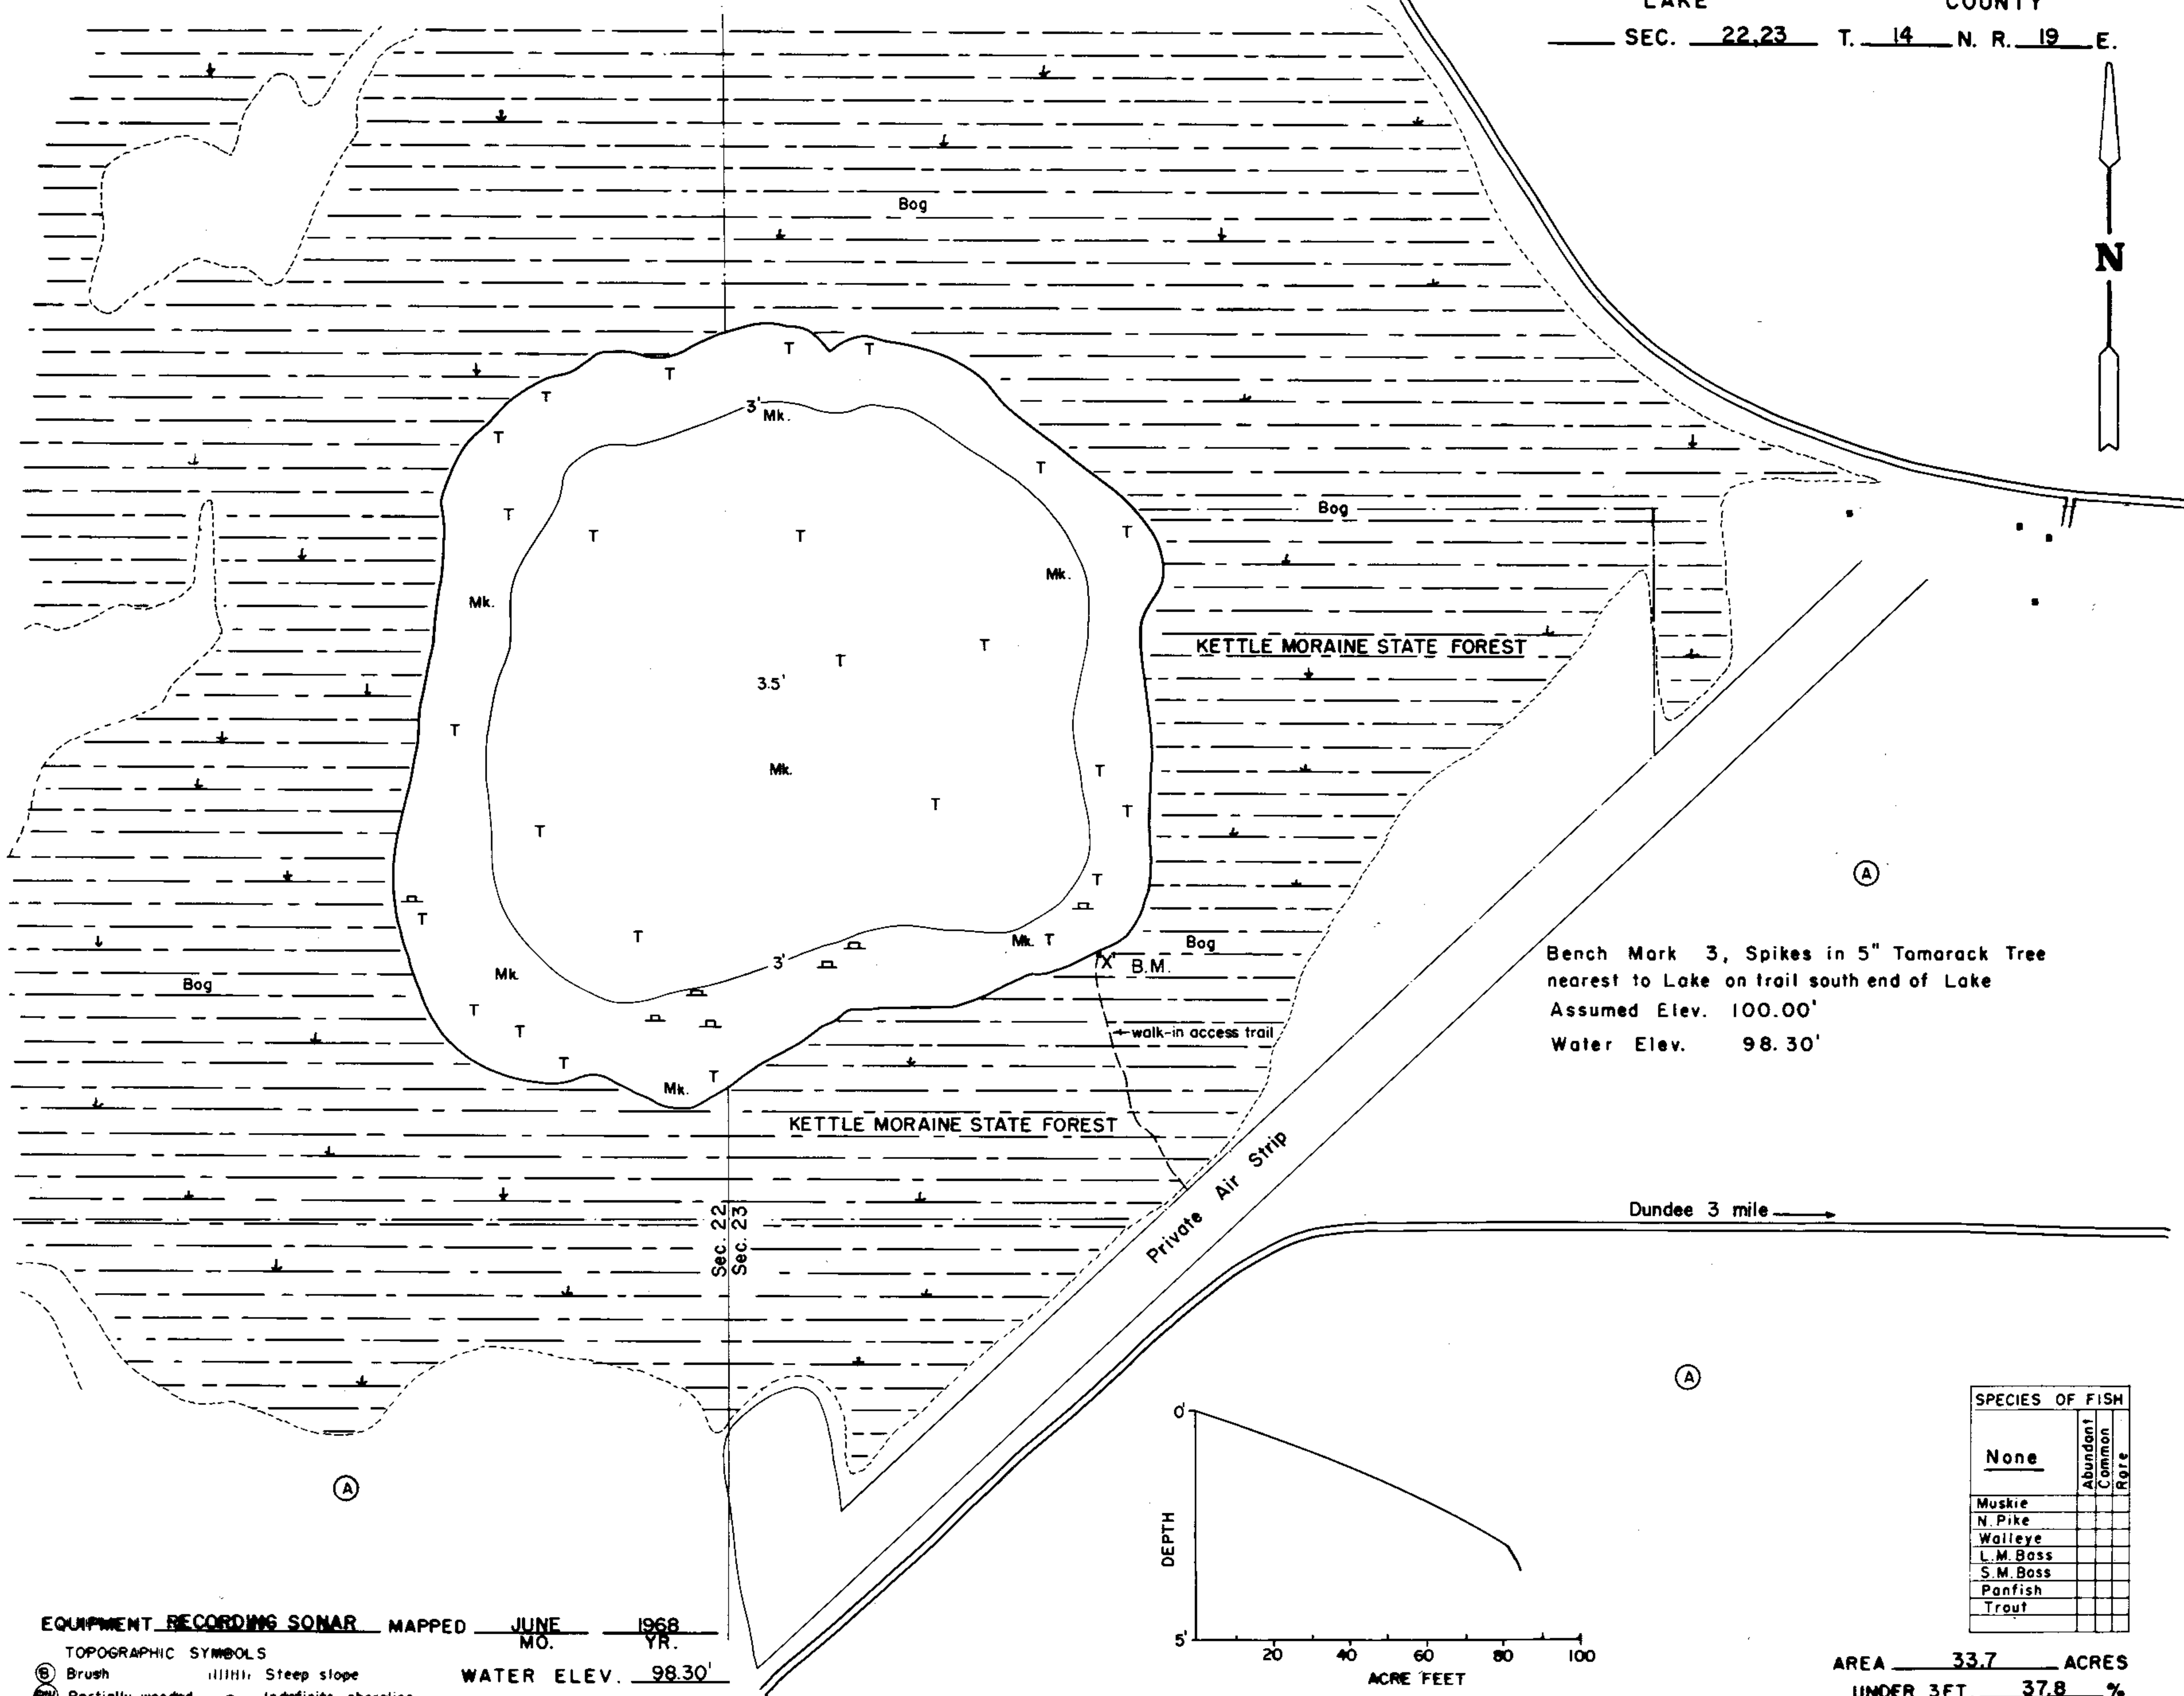 LAKE COUNTY
SEC. 22,23 T. 14 N. R. 19 E.
N
Bog
T T
T
T
3'
Mk.
T
T
T
Bog
T
T
T
Mk.
Mk.
KETTLE MORAINE STATE FOREST
T
T
3.5'
T
Mk.
T
T
T
T
T
A
T
T
Mk. T
Bog
Bench Mark 3, Spikes in 5" Tamarack Tree
nearest to Lake on trail south end of Lake
Assumed Elev. 100.00'
Water Elev. 98.30'
3'
X B.M.
Mk.
Bog
T
T
walk-in access trail
T
T
Mk.
KETTLE MORAINE STATE FOREST
Private Air Strip
Sec. 22
Sec. 23
Dundee 3 mile
A
A
0'
DEPTH
5'
20 40 60 80 100
ACRE FEET
SPECIES OF FISH
None
Abundant
Common
Rare
Muskie
N. Pike
Walleye
L.M. Bass
S.M. Bass
Panfish
Trout
EQUIPMENT RECORDING SONAR MAPPED JUNE 1968
MO. YR.
TOPOGRAPHIC SYMBOLS
B Brush Steep slope
WATER ELEV. 98.30'
Partially wooded Indefinite shoreline
AREA 33.7 ACRES
UNDER 3FT. 37.8 %